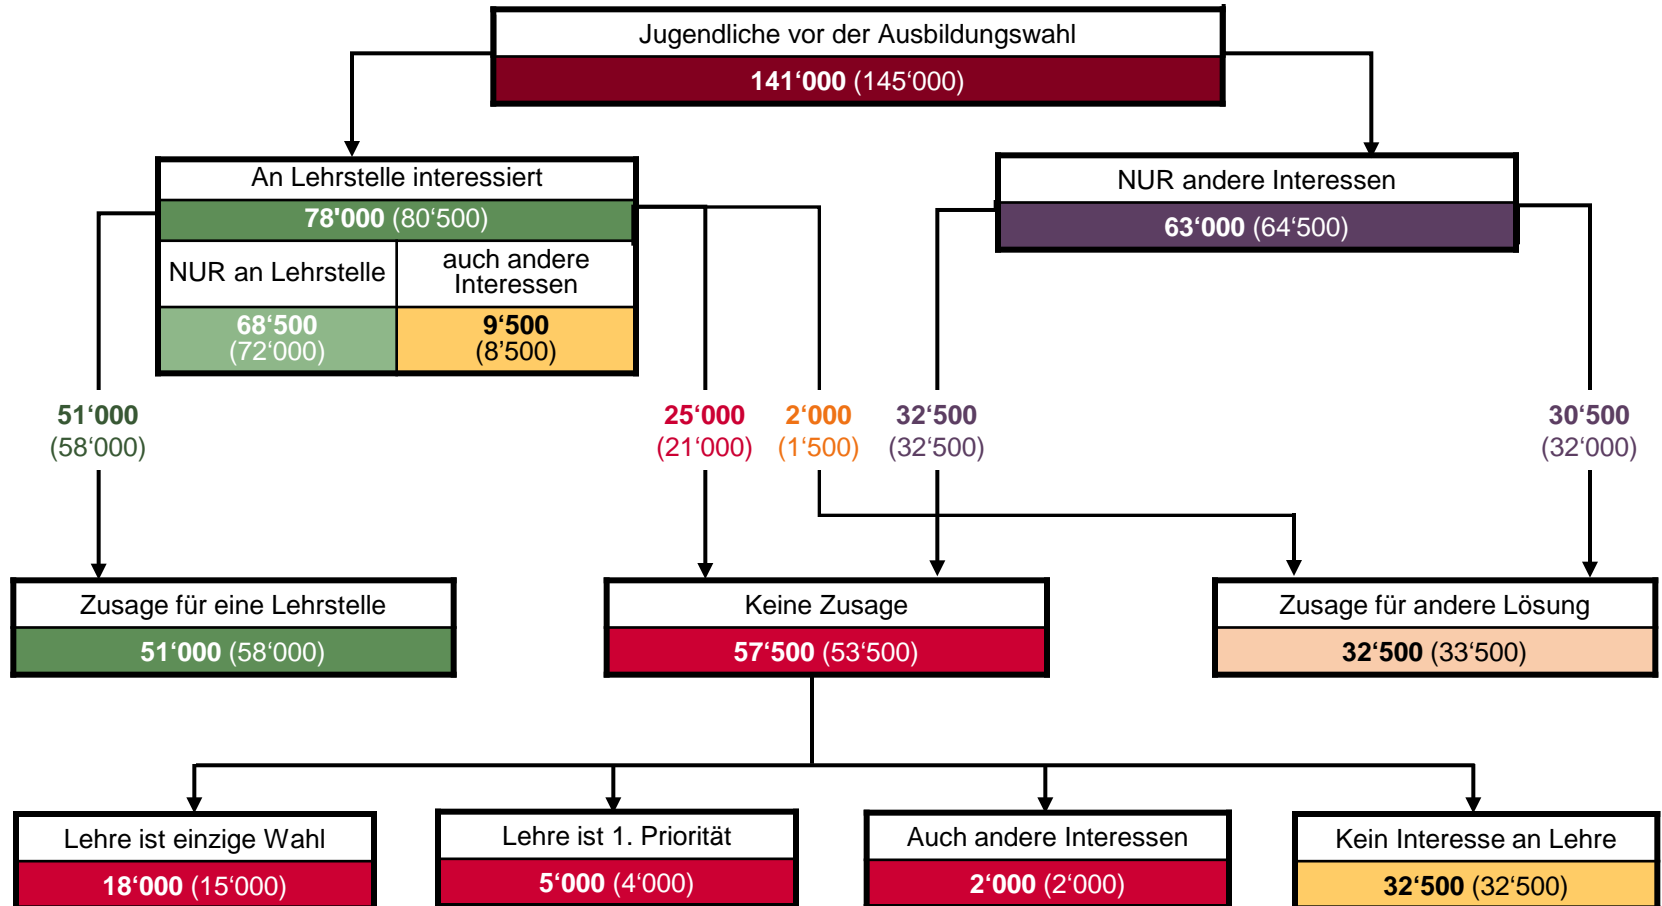 Jugendliche vor der Ausbildungswahl
141‘000 (145‘000)
An Lehrstelle interessiert
78'000 (80‘500)
NUR an Lehrstelle
auch andere
Interessen
68‘500
(72‘000)
9‘500
(8‘500)
NUR andere Interessen
63‘000 (64‘500)
51‘000
(58‘000)
25‘000
(21‘000)
2‘000
(1‘500)
32‘500
(32‘500)
30‘500
(32‘000)
Zusage für eine Lehrstelle
51‘000 (58‘000)
Keine Zusage
57‘500 (53‘500)
Zusage für andere Lösung
32‘500 (33‘500)
Lehre ist einzige Wahl
18‘000 (15‘000)
Lehre ist 1. Priorität
5‘000 (4‘000)
Auch andere Interessen
2‘000 (2‘000)
Kein Interesse an Lehre
32‘500 (32‘500)